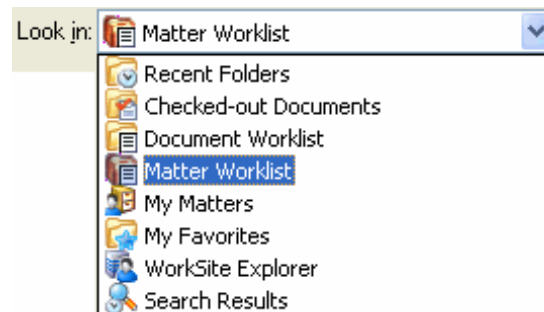 Look in: Matter Worklist
Recent Folders
Checked-out Documents
Document Worklist
Matter Worklist
My Matters
My Favorites
WorkSite Explorer
Search Results